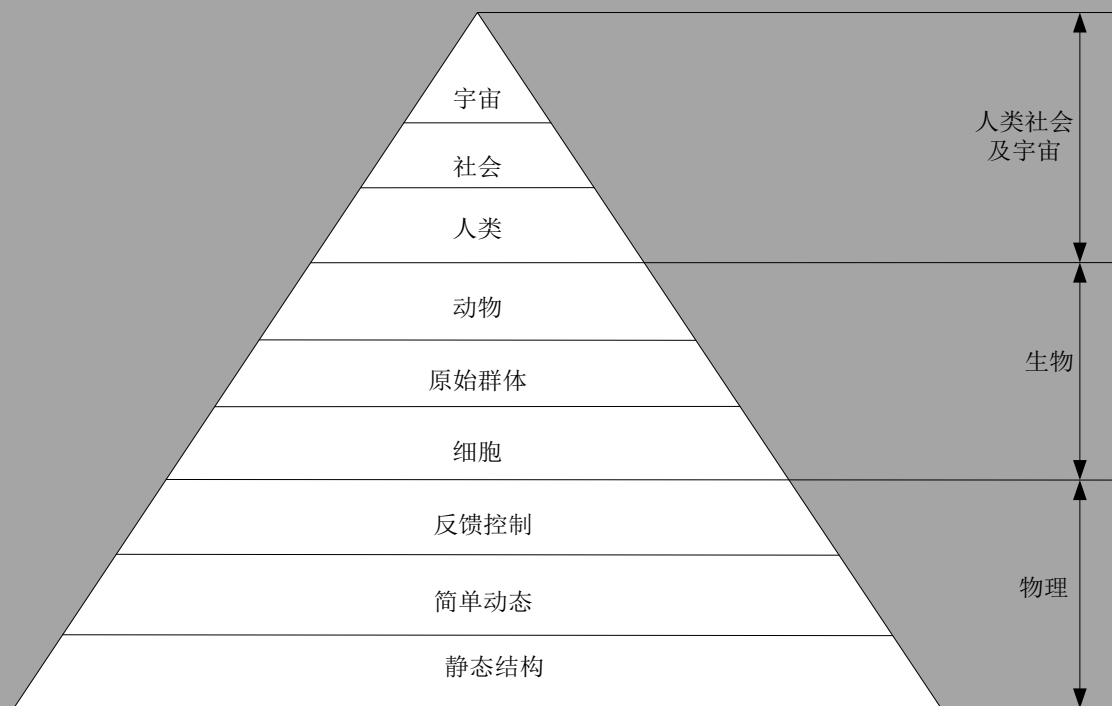 宇宙
社会
人类
动物
原始群体
细胞
反馈控制
简单动态
静态结构
人类社会
及宇宙
生物
物理